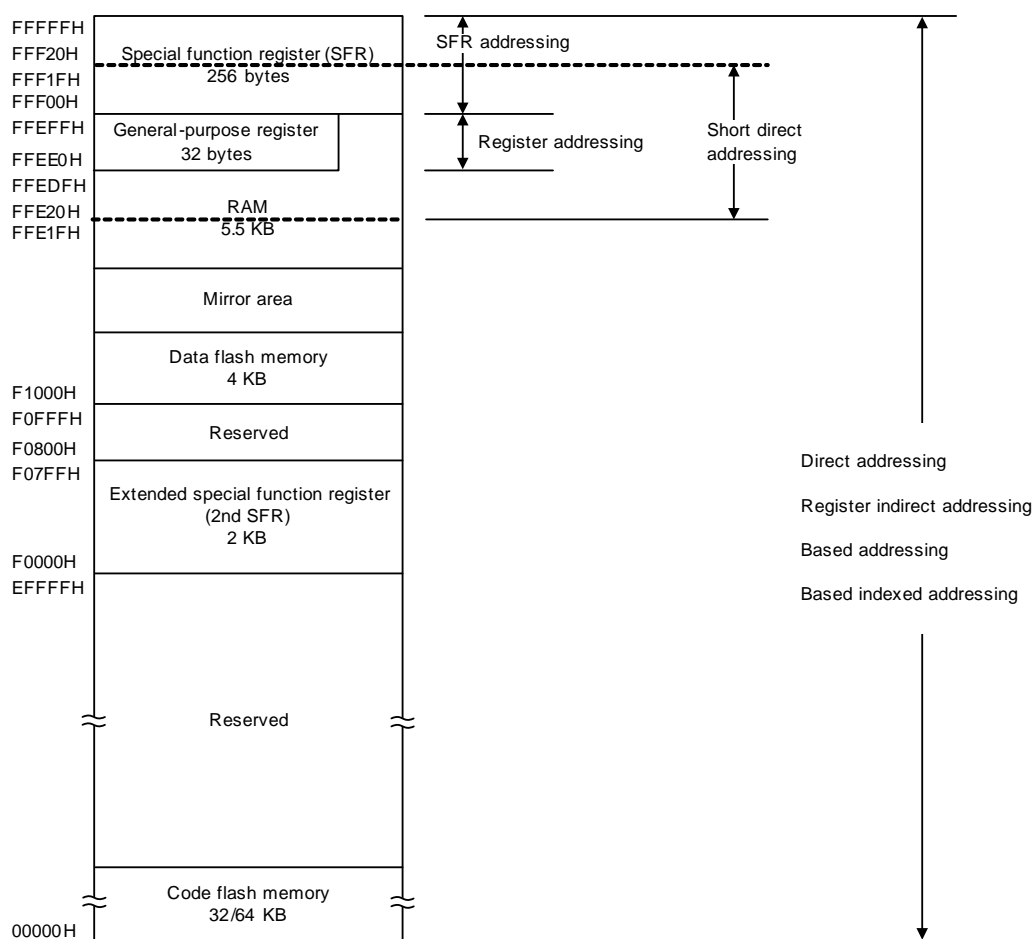 FFFFFH
FFF20H
FFF1FH
FFF00H
FFEFFH
FFEE0H
FFEDFH
FFE20H
FFE1FH
F1000H
F0FFFH
F0800H
F07FFH
F0000H
EFFFFH
00000H
Special function register (SFR)
256 bytes
General-purpose register
32 bytes
RAM
5.5 KB
Mirror area
Data flash memory
4 KB
Reserved
Extended special function register
(2nd SFR)
2 KB
Reserved
Code flash memory
32/64 KB
SFR addressing
Register addressing
Short direct
addressing
Direct addressing
Register indirect addressing
Based addressing
Based indexed addressing